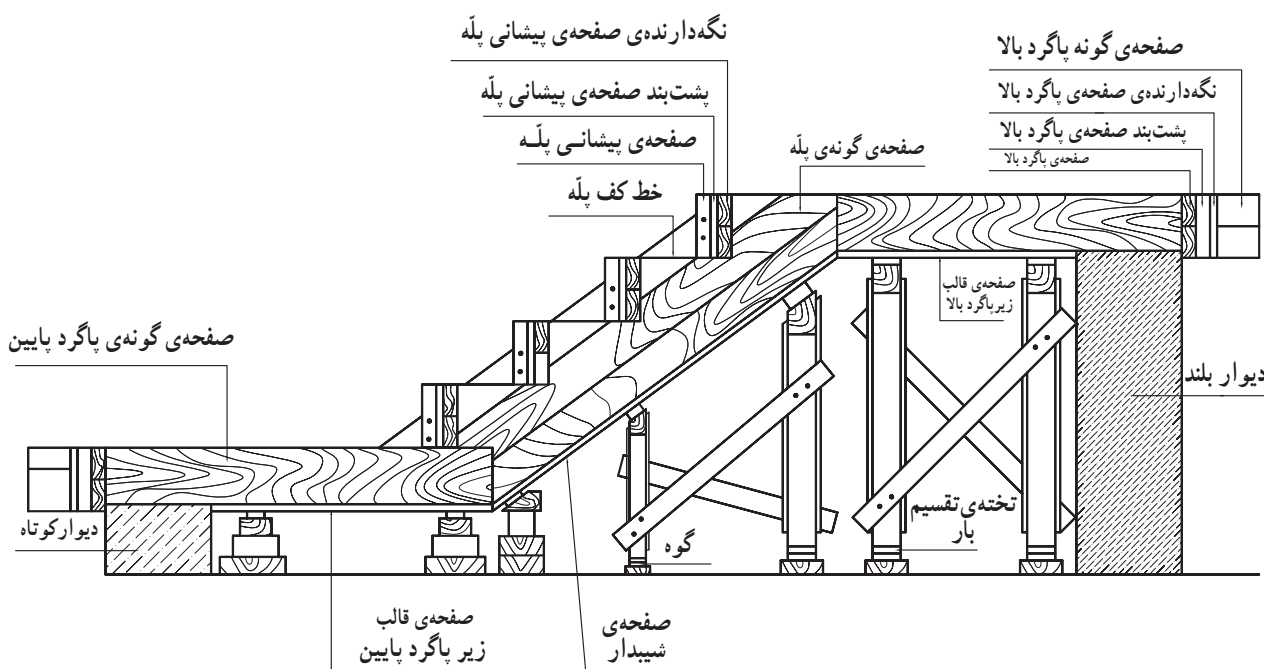 نگه‌دارنده‌ی صفحه‌ی پیشانی پلّه
پشت‌بند صفحه‌ی پیشانی پلّه
صفحه‌ی پیشانـی پلّـه
خط کف پلّه
صفحه‌ی گونه‌ی پلّه
صفحه‌ی گونه پاگرد بالا
نگه‌دارنده‌ی صفحه‌ی پاگرد بالا
پشت‌بند صفحه‌ی پاگرد بالا
صفحه‌ی پاگرد بالا
صفحه‌ی قالب
زیرپاگرد بالا
صفحه‌ی گونه‌ی پاگرد پایین
دیوار بلند
دیوارکوتاه
تخته‌ی تقسیم
بار
گوه
صفحه‌ی
شیبدار
صفحه‌ی قالب
زیر پاگرد پایین